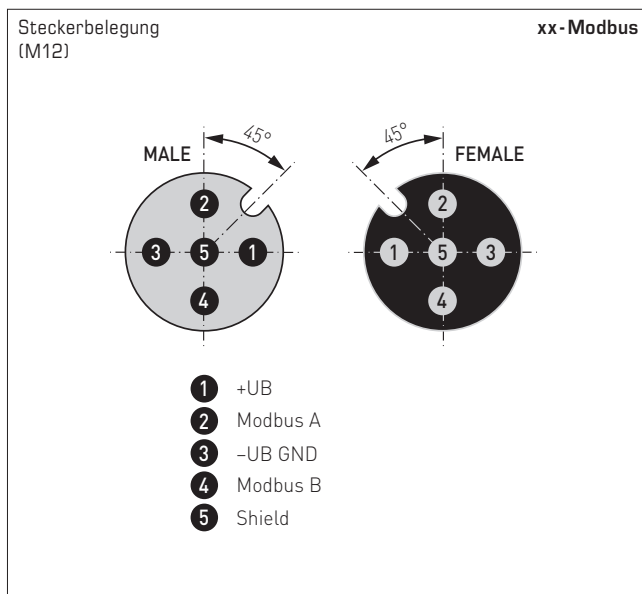 Steckerbelegung xx-Modbus
(M12)
45° 45°
MALE FEMALE
2 2
3 5 1 1 5 3
4 4
1 +UB
2 Modbus A
3 –UB GND
4 Modbus B
5 Shield